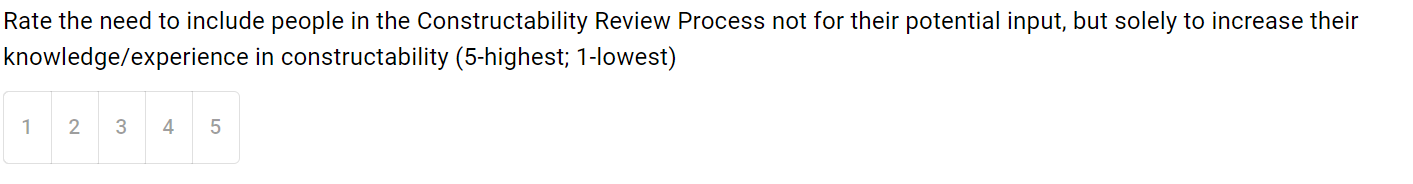 Rate the need to include people in the Constructability Review Process not for their potential input, but solely to increase their
knowledge/experience in constructability (5-highest; 1-lowest)
1 2 3 4 5